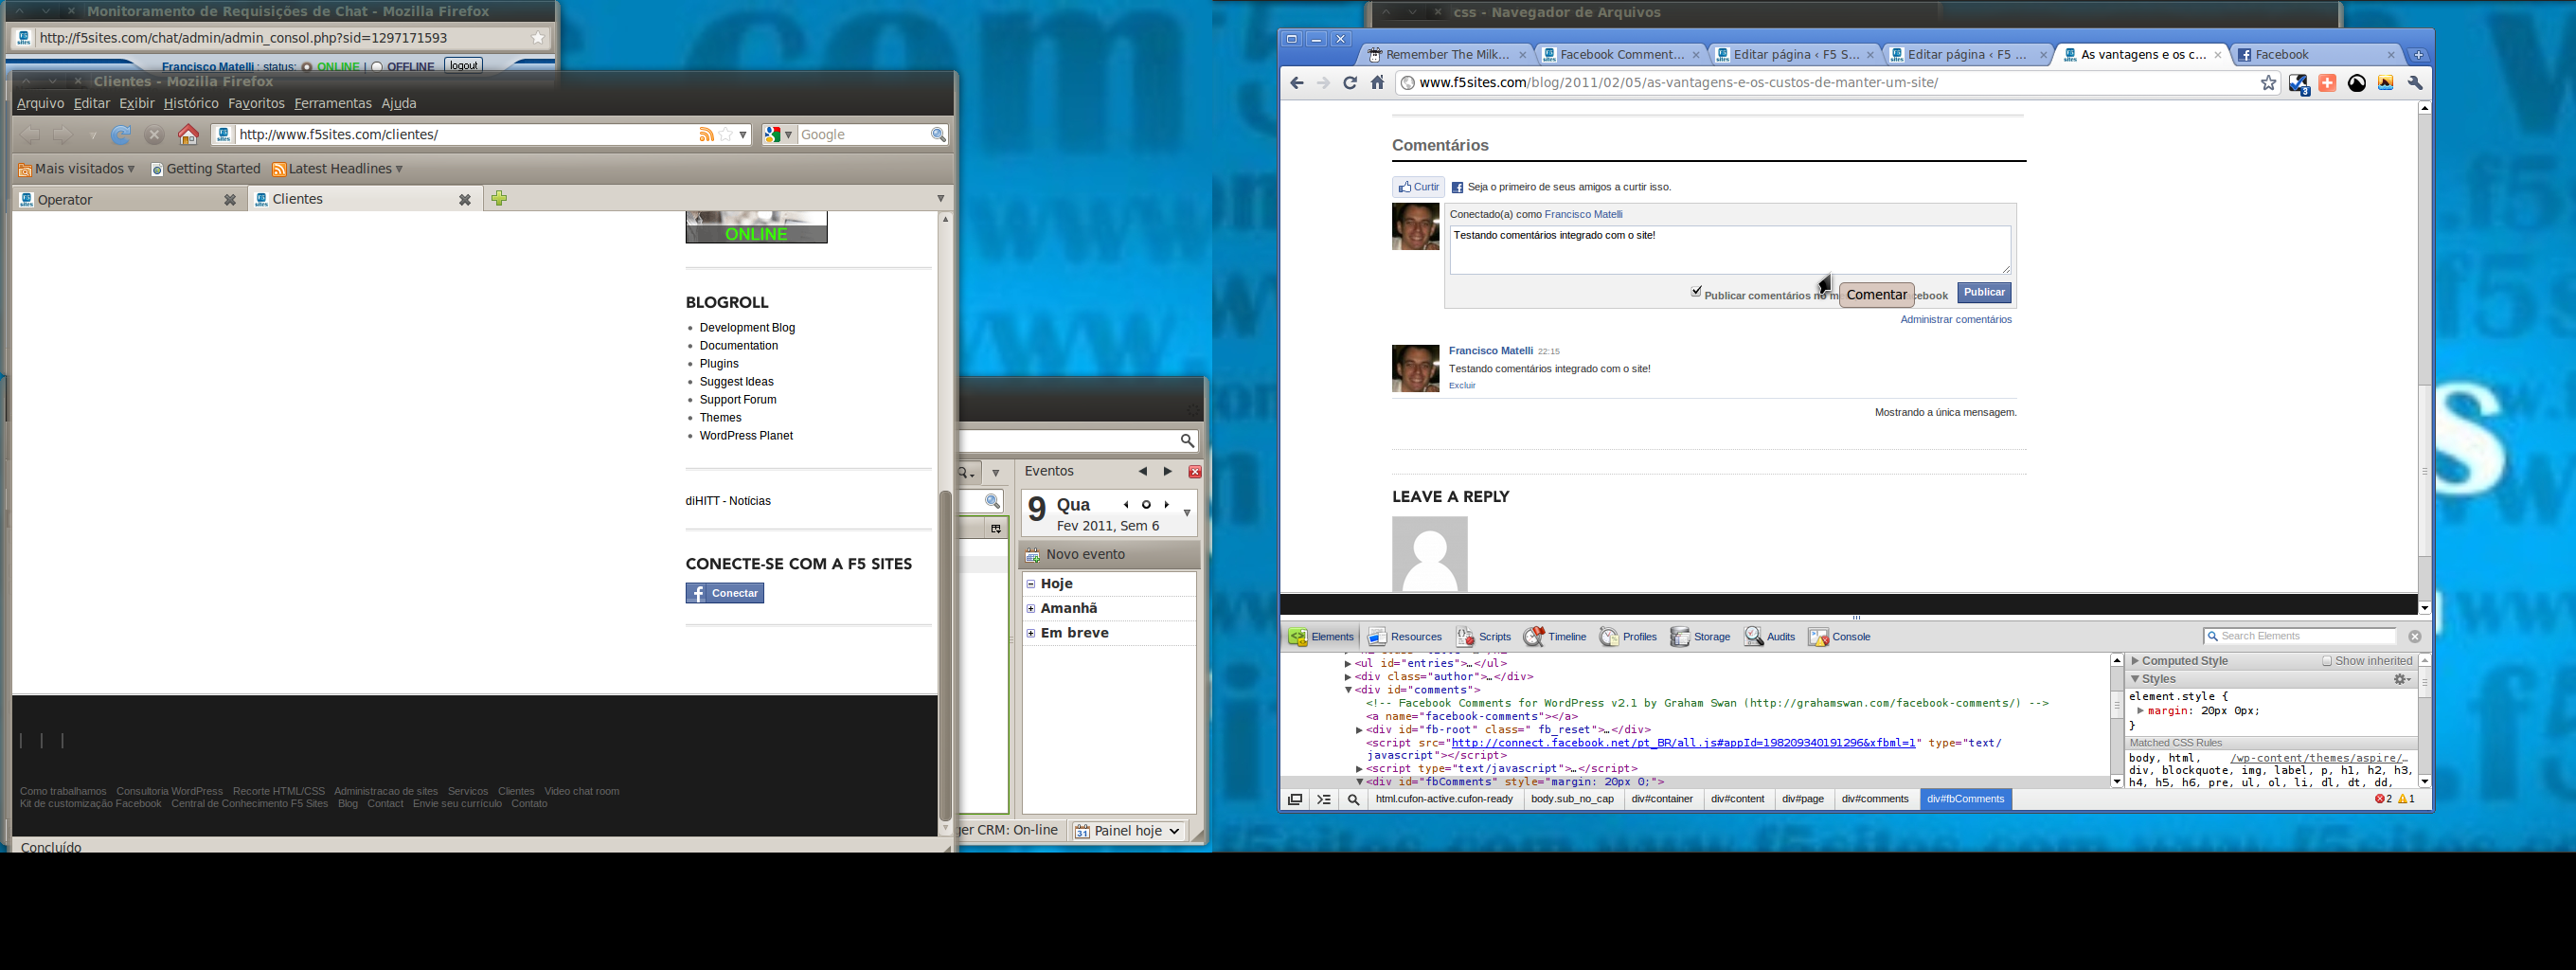 Monitoramento de Requisições de Chat - Mozilla Firefox
http://f5sites.com/chat/admin/admin_consol.php?sid=1297171593
Francisco Matelli : status: ONLINE | OFFLINE logout
Clientes - Mozilla Firefox
Arquivo Editar Exibir Histórico Favoritos Ferramentas Ajuda
http://www.f5sites.com/clientes/
Google
Mais visitados Getting Started Latest Headlines
Operator
Clientes
ONLINE
BLOGROLL
Development Blog
Documentation
Plugins
Suggest Ideas
Support Forum
Themes
WordPress Planet
diHITT - Notícias
CONECTE-SE COM A F5 SITES
Conectar
| | |
Como trabalhamos Consultoria WordPress Recorte HTML/CSS Administracao de sites Servicos Clientes Video chat room
Kit de customização Facebook Central de Conhecimento F5 Sites Blog Contact Envie seu currículo Contato
Concluído
Eventos
9 Qua
Fev 2011, Sem 6
Novo evento
Hoje
Amanhã
Em breve
ger CRM: On-line
31 Painel hoje
css - Navegador de Arquivos
Remember The Milk...
Facebook Comment...
Editar página ‹ F5 S...
Editar página ‹ F5 ...
As vantagens e os c...
Facebook
www.f5sites.com/blog/2011/02/05/as-vantagens-e-os-custos-de-manter-um-site/
3
Comentários
Curtir Seja o primeiro de seus amigos a curtir isso.
Conectado(a) como Francisco Matelli
Testando comentários integrado com o site!
Publicar comentários no m
Comentar
cebook
Publicar
Administrar comentários
Francisco Matelli 22:15
Testando comentários integrado com o site!
Excluir
Mostrando a única mensagem.
LEAVE A REPLY
Elements Resources Scripts Timeline Profiles Storage Audits Console
Search Elements
<ul id="entries">…</ul>
<div class="author">…</div>
<div id="comments">
<!-- Facebook Comments for WordPress v2.1 by Graham Swan (http://grahamswan.com/facebook-comments/) -->
<a name="facebook-comments"></a>
<div id="fb-root" class=" fb_reset">…</div>
<script src="http://connect.facebook.net/pt_BR/all.js#appId=198209340191296&xfbml=1" type="text/
javascript"></script>
<script type="text/javascript">…</script>
<div id="fbComments" style="margin: 20px 0;">
Computed Style Show inherited
Styles
element.style {
margin: 20px 0px;
}
Matched CSS Rules
body, html, /wp-content/themes/aspire/…
div, blockquote, img, label, p, h1, h2, h3,
h4, h5, h6, pre, ul, ol, li, dl, dt, dd,
html.cufon-active.cufon-ready body.sub_no_cap div#container div#content div#page div#comments div#fbComments
2 1